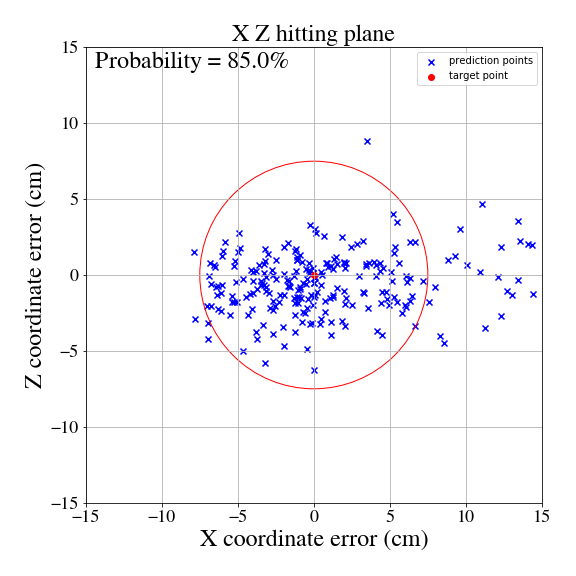 X Z hitting plane
Probability = 85.0%
prediction points
target point
15
10
5
0
−5
−10
−15
Z coordinate error (cm)
−15
−10
−5
0
5
10
15
X coordinate error (cm)